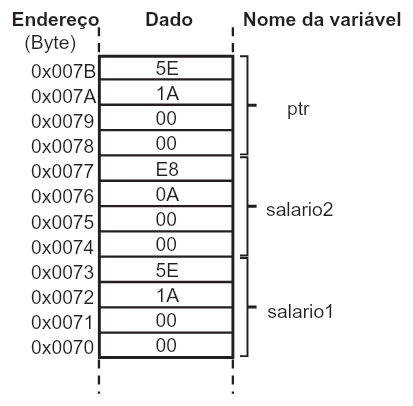 Endereço Dado Nome da variável
(Byte)
0x007B 5E
0x007A 1A
0x0079 00 ptr
0x0078 00
0x0077 E8
0x0076 0A
0x0075 00 salario2
0x0074 00
0x0073 5E
0x0072 1A
0x0071 00 salario1
0x0070 00